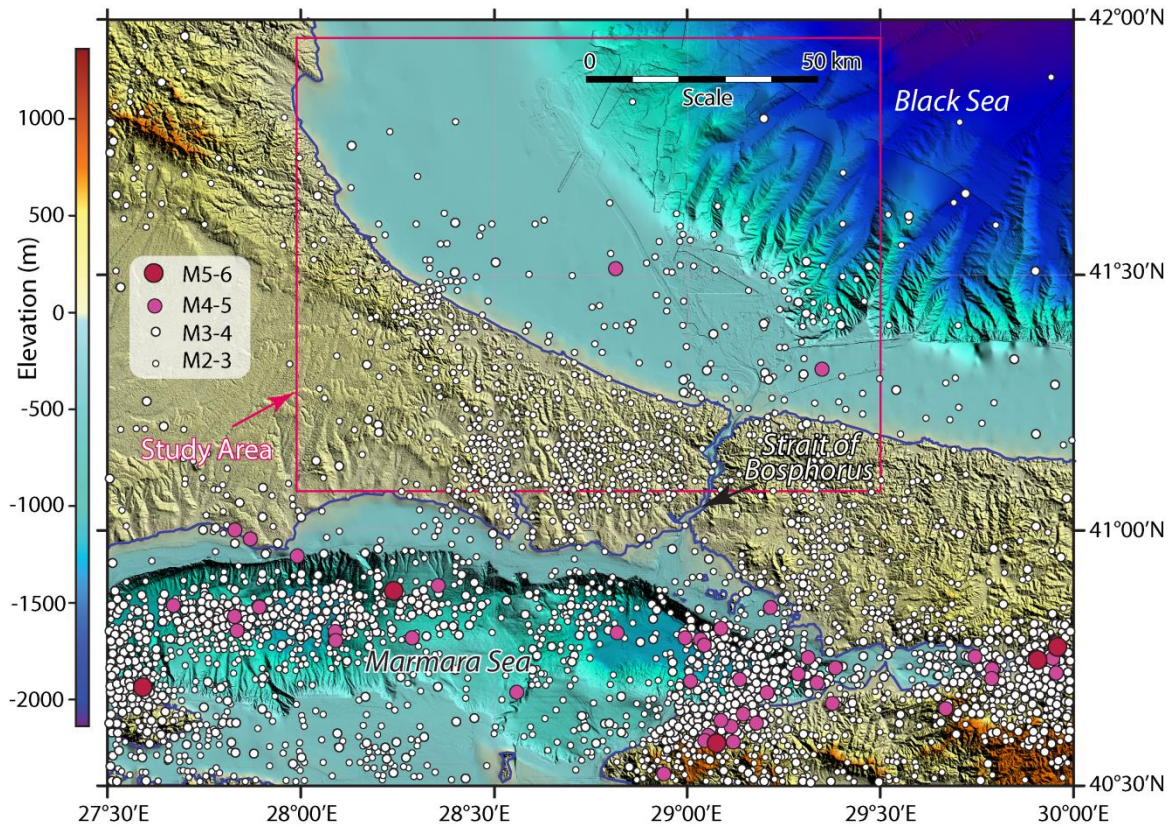 42°00′N
0
50 km
Scale
Black Sea
1000
500
0
-500
-1000
-1500
-2000
Elevation (m)
41°30′N
M5-6
M4-5
M3-4
M2-3
Study Area
Strait of
Bosphorus
41°00′N
Marmara Sea
40°30′N
27°30′E
28°00′E
28°30′E
29°00′E
29°30′E
30°00′E